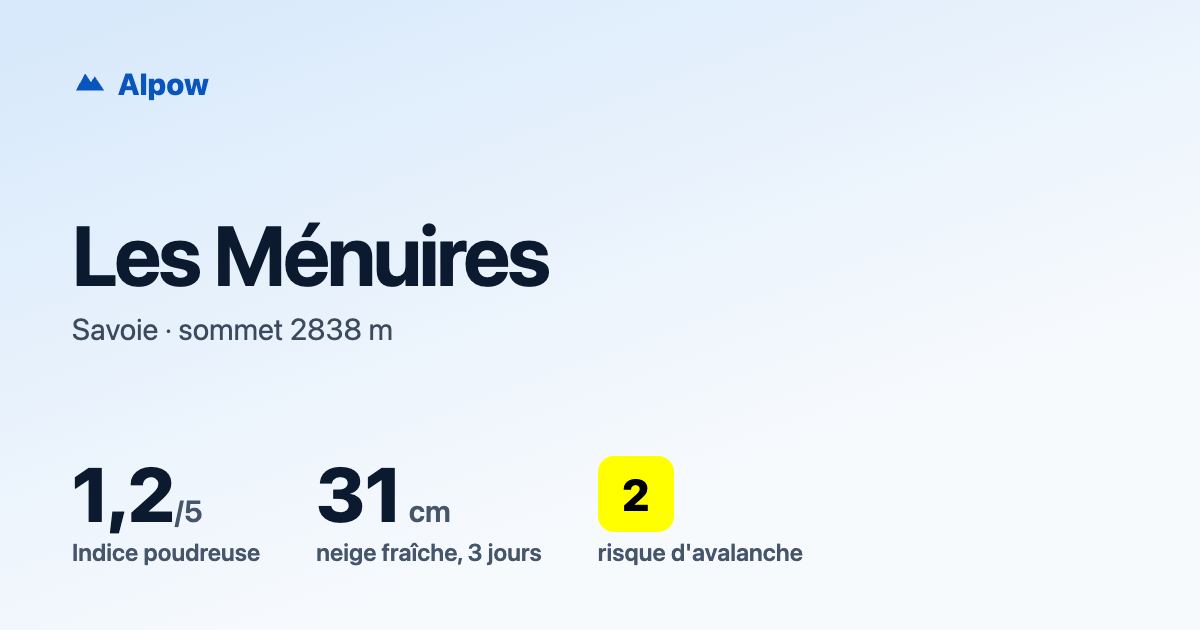 Alpow
Les Ménuires
Savoie · sommet 2838 m
1,2/5
Indice poudreuse
31 cm
neige fraîche, 3 jours
2
risque d'avalanche